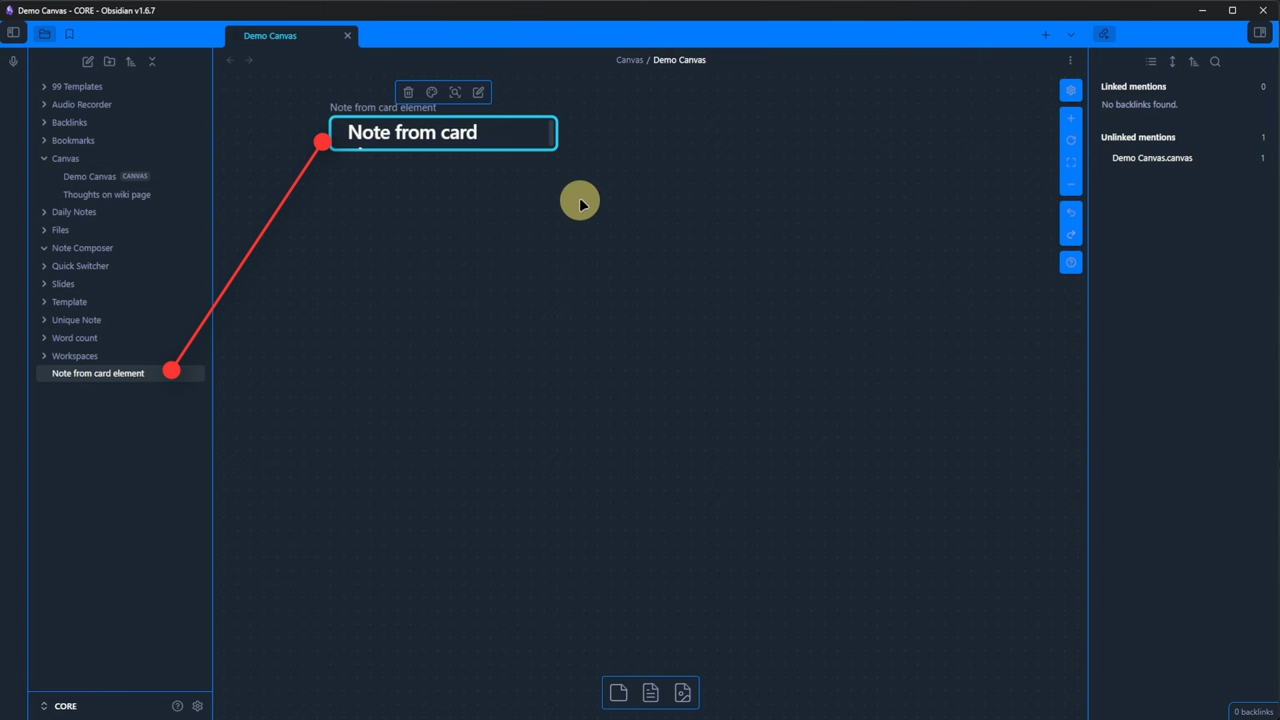 Demo Canvas - CORE - Obsidian v1.6.7
Demo Canvas
Canvas / Demo Canvas
99 Templates
Audio Recorder
Backlinks
Bookmarks
Canvas
Demo Canvas CANVAS
Thoughts on wiki page
Daily Notes
Files
Note Composer
Quick Switcher
Slides
Template
Unique Note
Word count
Workspaces
Note from card element
CORE
Note from card element
Note from card
Linked mentions 0
No backlinks found.
Unlinked mentions 1
Demo Canvas.canvas 1
0 backlinks